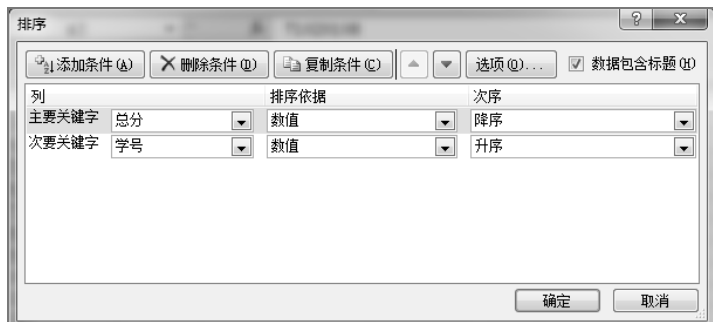 排序
添加条件(A) 删除条件(D) 复制条件(C) 选项(O)... 数据包含标题(H)
列 排序依据 次序
主要关键字 总分 数值 降序
次要关键字 学号 数值 升序
确定 取消